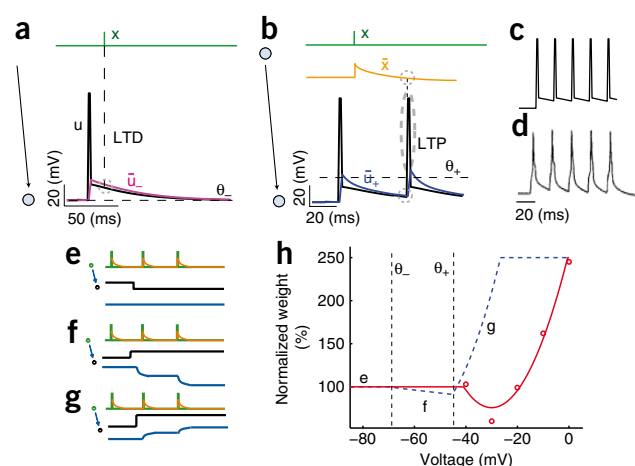 a
x
u
LTD
ū₋
θ₋
20 (mV)
50 (ms)
b
x
x̄
LTP
θ₊
ū₊
20 (mV)
20 (ms)
c
d
20 (ms)
e
f
g
h
θ₋
θ₊
250
200
150
100
Normalized weight
(%)
e
f
g
-80
-60
-40
-20
0
Voltage (mV)